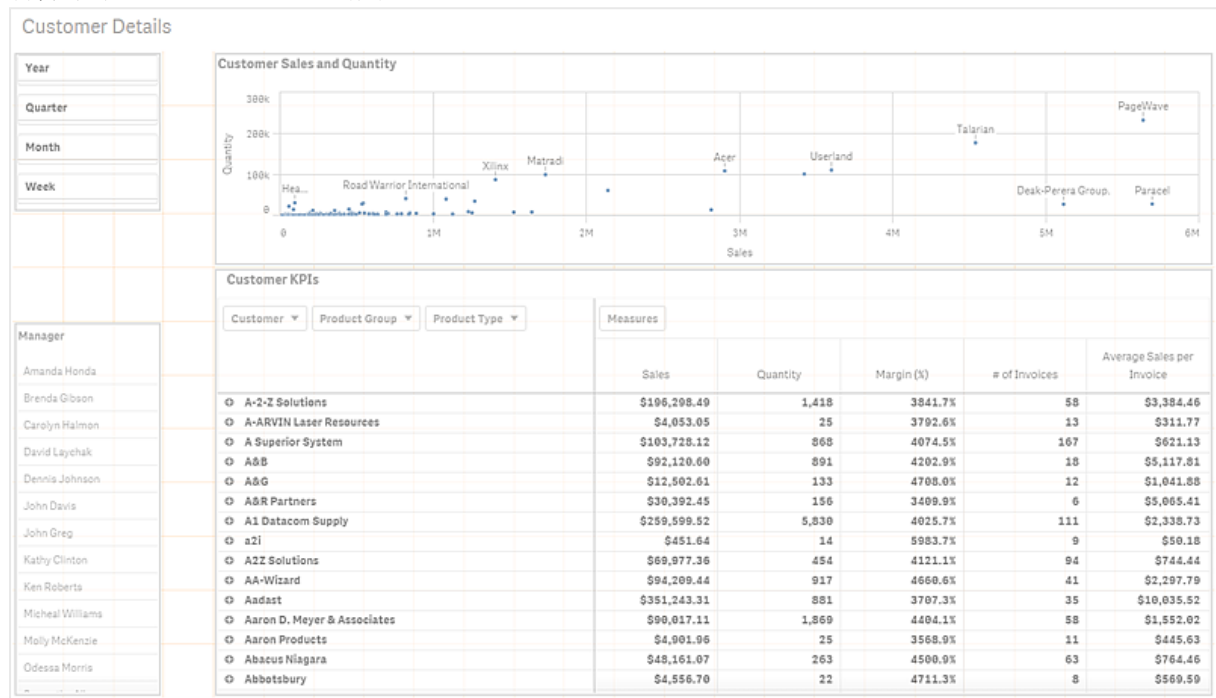 Customer Details
Year
Quarter
Month
Week
Manager
Amanda Honda
Brenda Gibson
Carolyn Halmon
David Laychak
Dennis Johnson
John Davis
John Greg
Kathy Clinton
Ken Roberts
Micheal Williams
Molly McKenzie
Odessa Morris
Customer Sales and Quantity
Quantity
300k
200k
100k
0
PageWave
Talarian
Acer
Userland
Xilinx
Matradi
Hea...
Road Warrior International
Deak-Perera Group.
Paracel
0 1M 2M 3M 4M 5M 6M
Sales
Customer KPIs
Customer Product Group Product Type Measures
Sales Quantity Margin (%) # of Invoices Average Sales per Invoice
A-2-Z Solutions $196,298.49 1,418 3841.7% 58 $3,384.46
A-ARVIN Laser Resources $4,053.05 25 3792.6% 13 $311.77
A Superior System $103,728.12 868 4074.5% 167 $621.13
A&B $92,120.60 891 4202.9% 18 $5,117.81
A&G $12,502.61 133 4708.0% 12 $1,041.88
A&R Partners $30,392.45 156 3409.9% 6 $5,065.41
A1 Datacom Supply $259,599.52 5,830 4025.7% 111 $2,338.73
a2i $451.64 14 5983.7% 9 $50.18
A2Z Solutions $69,977.36 454 4121.1% 94 $744.44
AA-Wizard $94,209.44 917 4660.6% 41 $2,297.79
Aadast $351,243.31 881 3707.3% 35 $10,035.52
Aaron D. Meyer & Associates $90,017.11 1,869 4404.1% 58 $1,552.02
Aaron Products $4,901.96 25 3568.9% 11 $445.63
Abacus Niagara $48,161.07 263 4500.9% 63 $764.46
Abbotsbury $4,556.70 22 4711.3% 8 $569.59